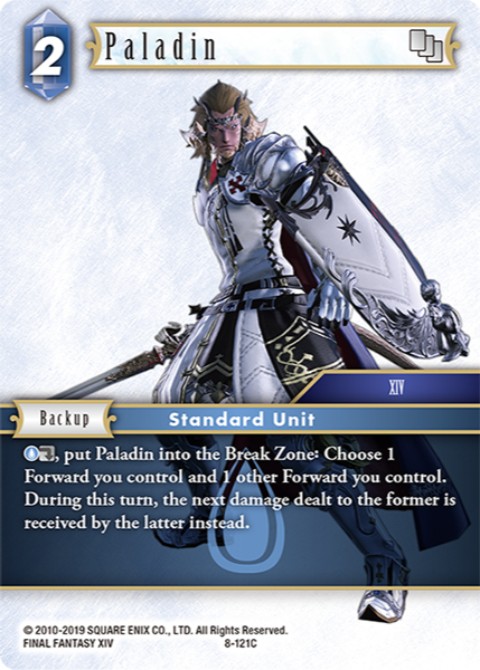 2
Paladin
XIV
Backup
Standard Unit
, put Paladin into the Break Zone: Choose 1
Forward you control and 1 other Forward you control.
During this turn, the next damage dealt to the former is
received by the latter instead.
© 2010-2019 SQUARE ENIX CO., LTD. All Rights Reserved.
FINAL FANTASY XIV 8-121C